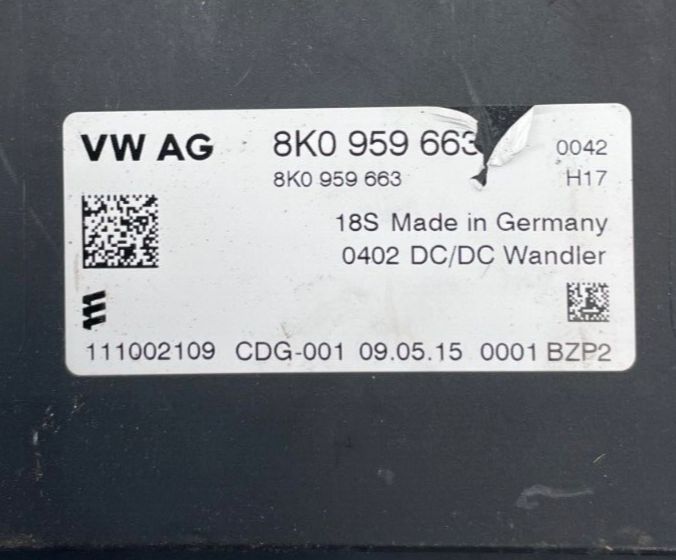 VW AG 8K0 959 663 0042
8K0 959 663 H17
18S Made in Germany
0402 DC/DC Wandler
111002109 CDG-001 09.05.15 0001 BZP2